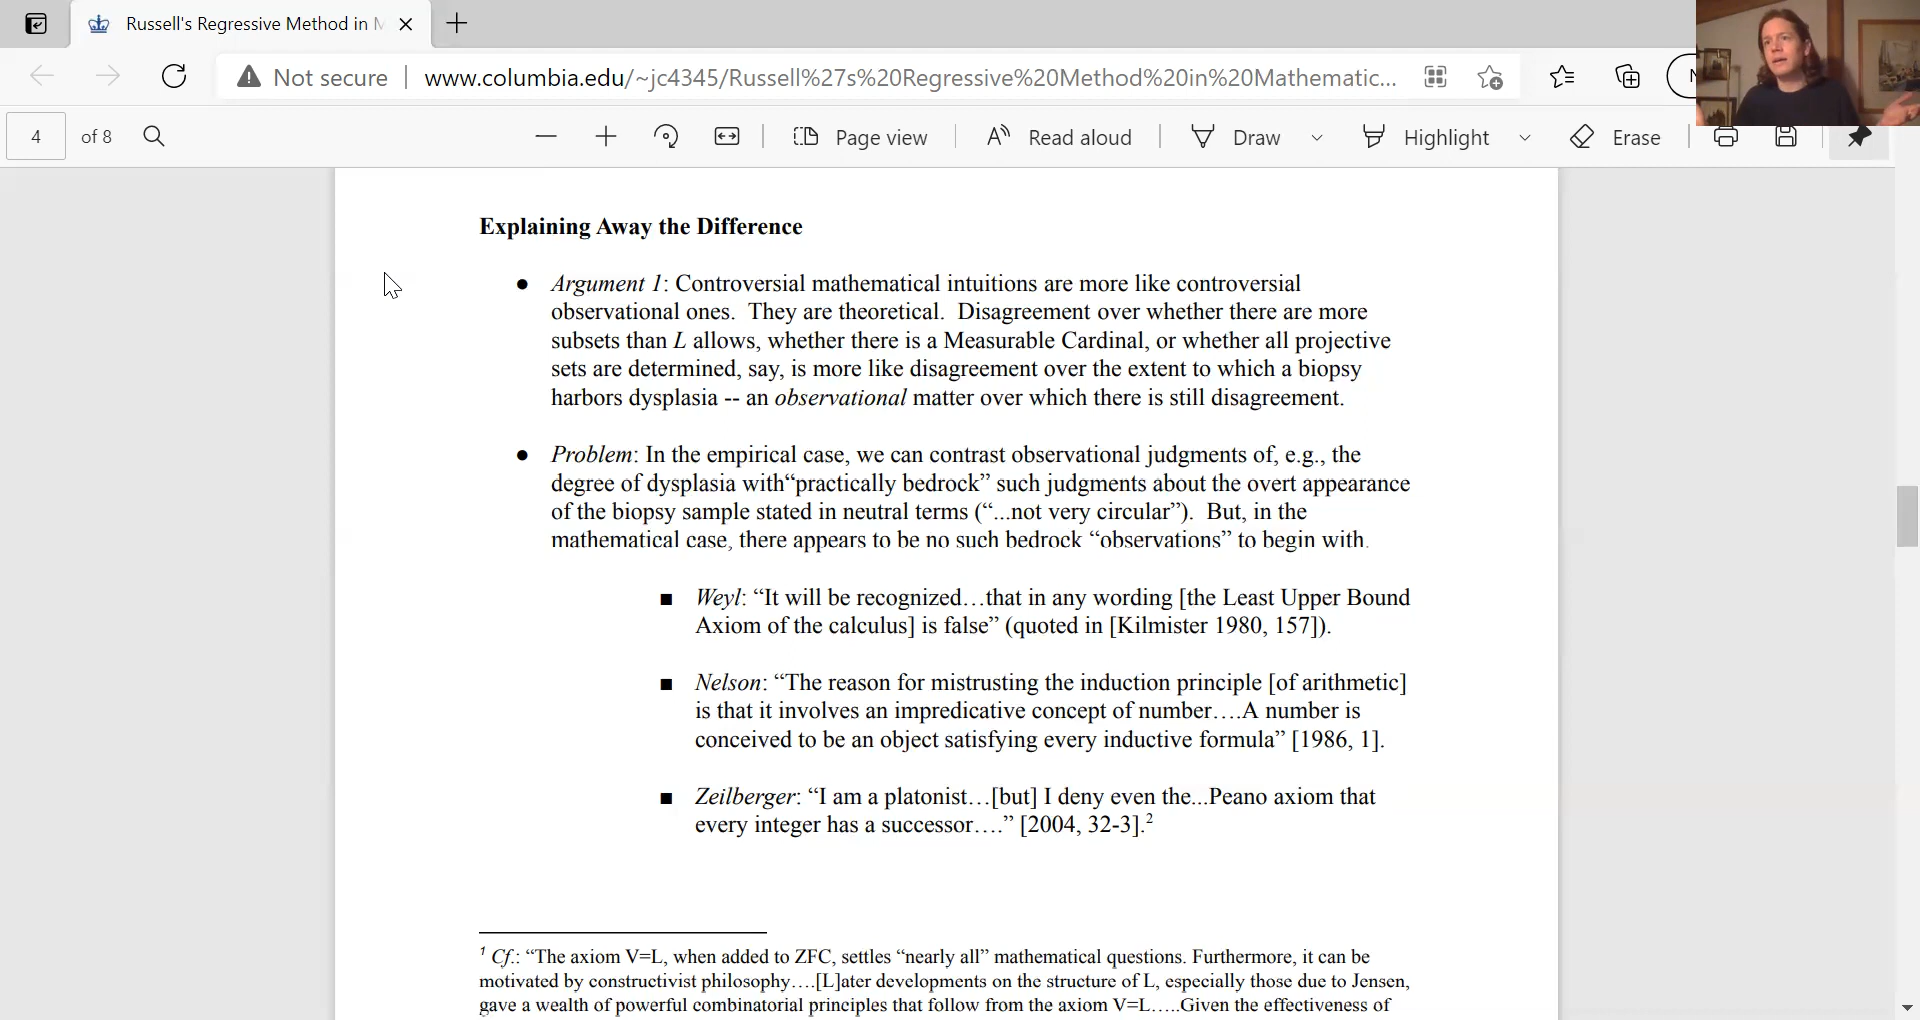 Russell's Regressive Method in M
Not secure
www.columbia.edu/~jc4345/Russell%27s%20Regressive%20Method%20in%20Mathematic...
4
of 8
Page view
Read aloud
Draw
Highlight
Erase
Explaining Away the Difference
● Argument 1: Controversial mathematical intuitions are more like controversial
observational ones. They are theoretical. Disagreement over whether there are more
subsets than L allows, whether there is a Measurable Cardinal, or whether all projective
sets are determined, say, is more like disagreement over the extent to which a biopsy
harbors dysplasia -- an observational matter over which there is still disagreement.
● Problem: In the empirical case, we can contrast observational judgments of, e.g., the
degree of dysplasia with“practically bedrock” such judgments about the overt appearance
of the biopsy sample stated in neutral terms (“...not very circular”). But, in the
mathematical case, there appears to be no such bedrock “observations” to begin with.
■ Weyl: “It will be recognized…that in any wording [the Least Upper Bound
Axiom of the calculus] is false” (quoted in [Kilmister 1980, 157]).
■ Nelson: “The reason for mistrusting the induction principle [of arithmetic]
is that it involves an impredicative concept of number….A number is
conceived to be an object satisfying every inductive formula” [1986, 1].
■ Zeilberger: “I am a platonist…[but] I deny even the...Peano axiom that
every integer has a successor….” [2004, 32-3].2
1 Cf.: “The axiom V=L, when added to ZFC, settles “nearly all” mathematical questions. Furthermore, it can be
motivated by constructivist philosophy….[L]ater developments on the structure of L, especially those due to Jensen,
gave a wealth of powerful combinatorial principles that follow from the axiom V=L…..Given the effectiveness of